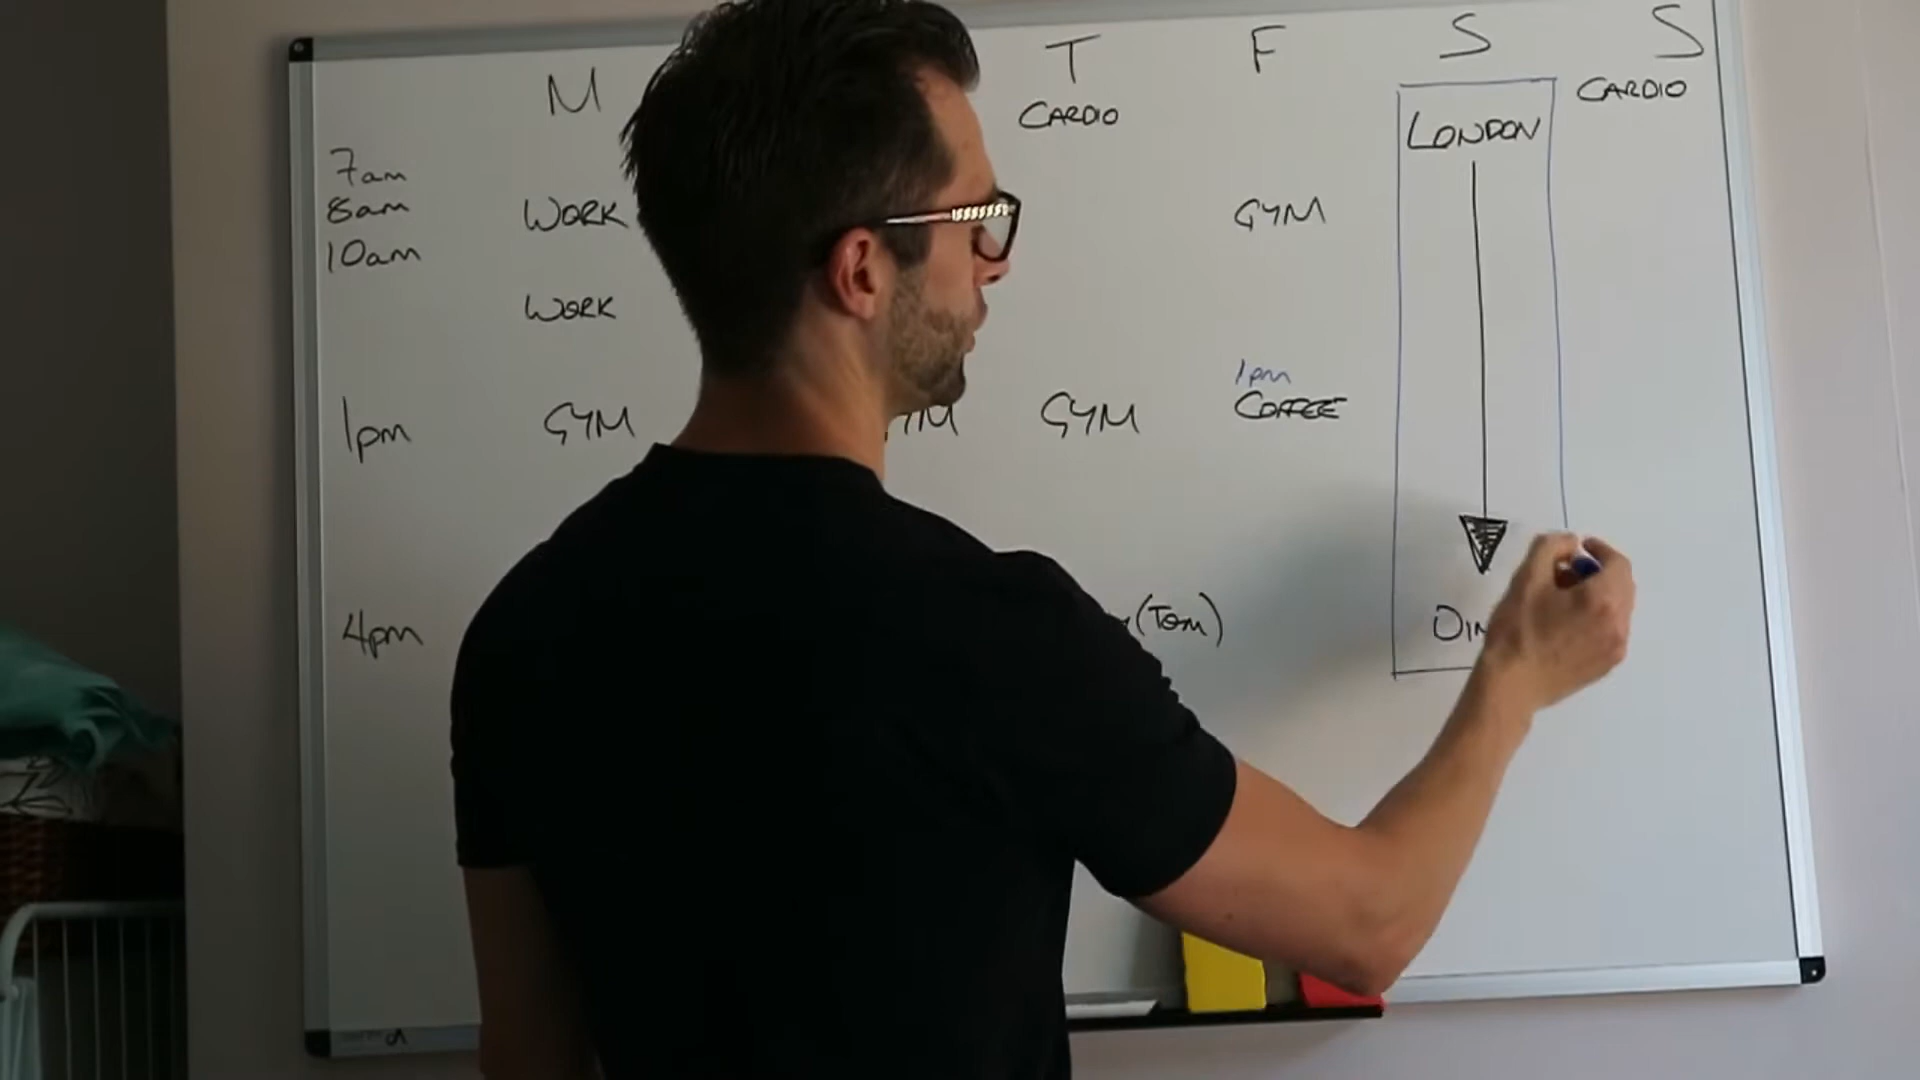 M T F S S
CARDIO CARDIO
LONDON
7am
8am WORK GYM
10am
WORK
1pm
COFFEE
1pm GYM GYM
4pm (TOM)